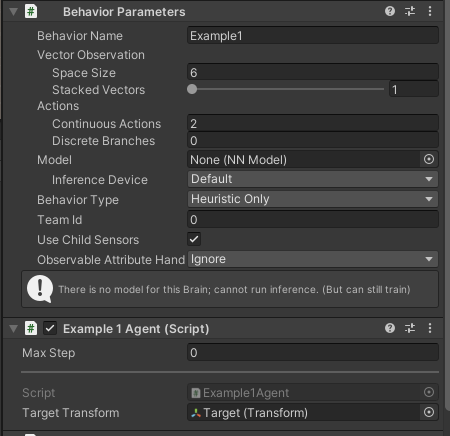 Behavior Parameters
Behavior Name Example1
Vector Observation
Space Size 6
Stacked Vectors 1
Actions
Continuous Actions 2
Discrete Branches 0
Model None (NN Model)
Inference Device Default
Behavior Type Heuristic Only
Team Id 0
Use Child Sensors
Observable Attribute Hand Ignore
There is no model for this Brain; cannot run inference. (But can still train)
Example 1 Agent (Script)
Max Step 0
Script Example1Agent
Target Transform Target (Transform)